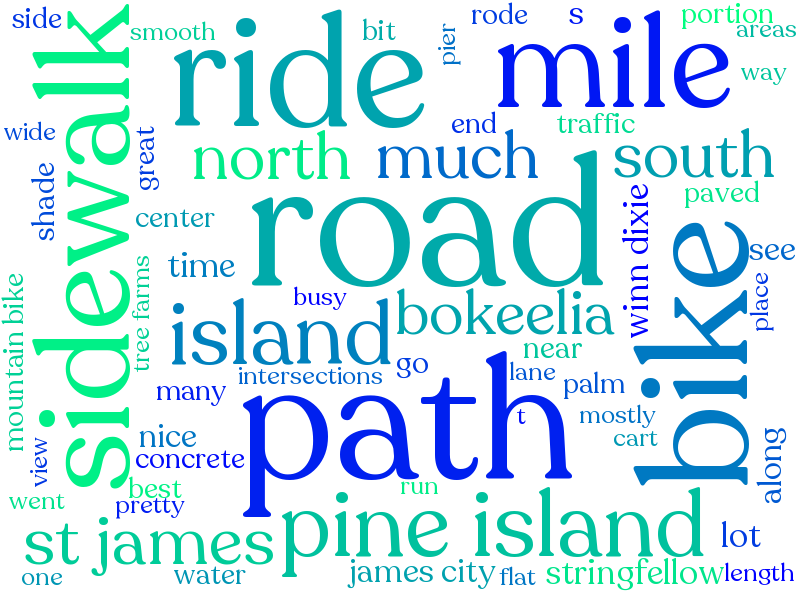 side
smooth
ride
bit
pier
rode
s
portion
areas
mile
way
wide
sidewalk
shade
great
north
much
end
traffic
south
paved
center
road
winn dixie
bike
see
place
time
tree farms
mountain bike
busy
island
bokeelia
near
intersections
go
lane
palm
many
path
t
mostly
cart
nice
concrete
view
along
best
pretty
went
run
st james
pine island
lot
one
water
james city
flat
stringfellow
length